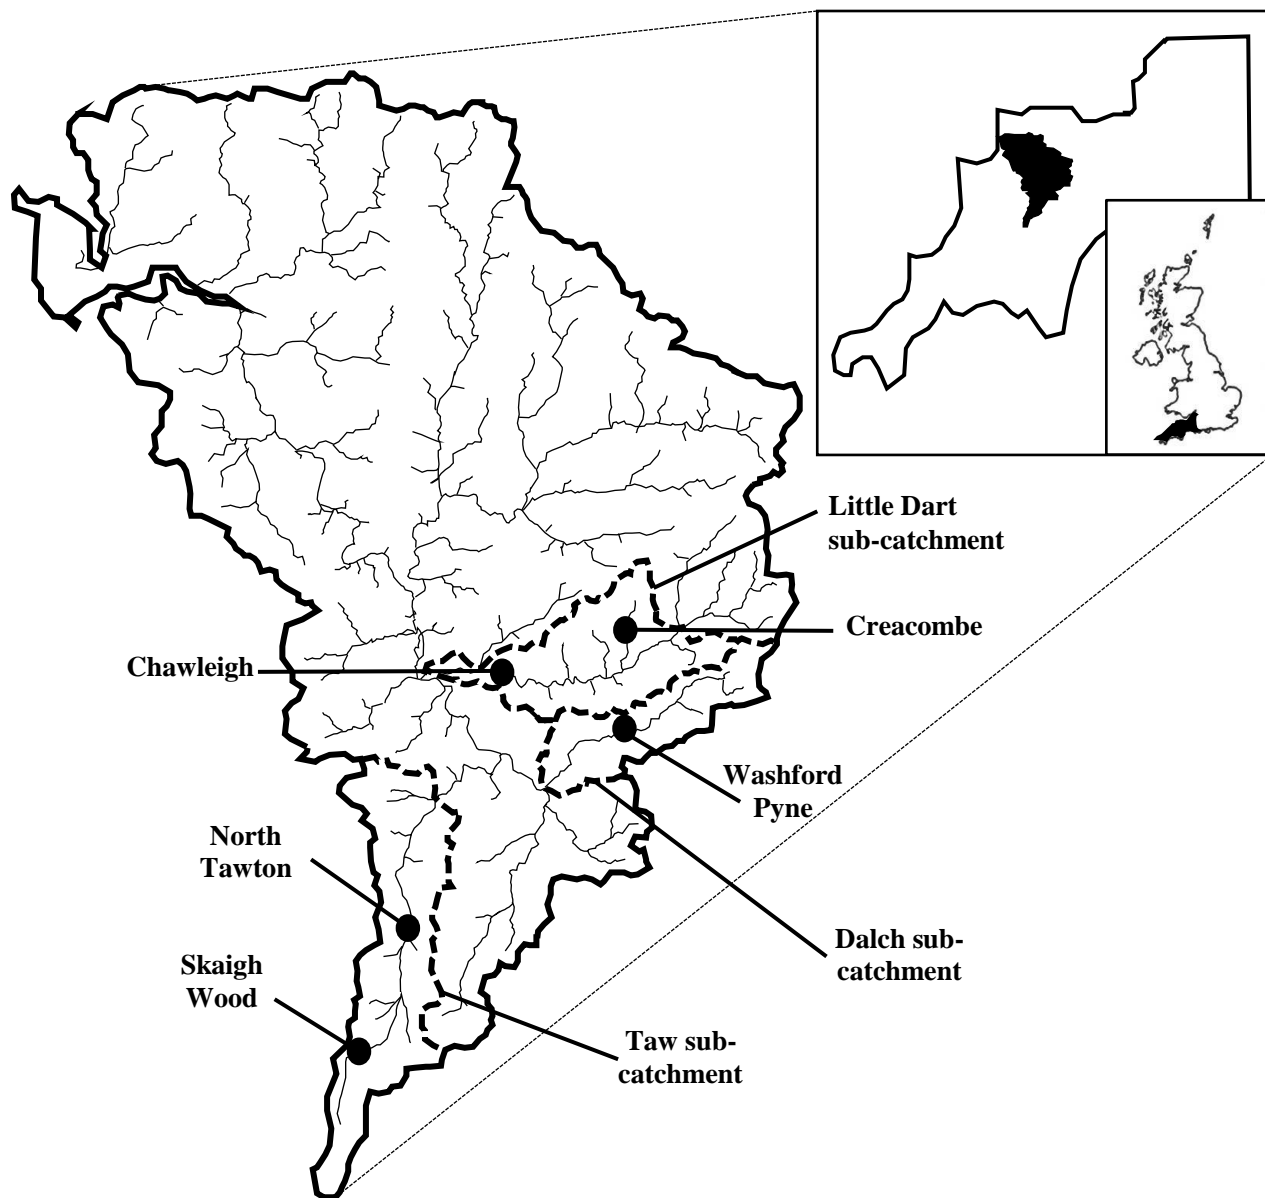 Little Dart
sub-catchment
Creacombe
Chawleigh
Washford
Pyne
North
Tawton
Dalch sub-
catchment
Skaigh
Wood
Taw sub-
catchment